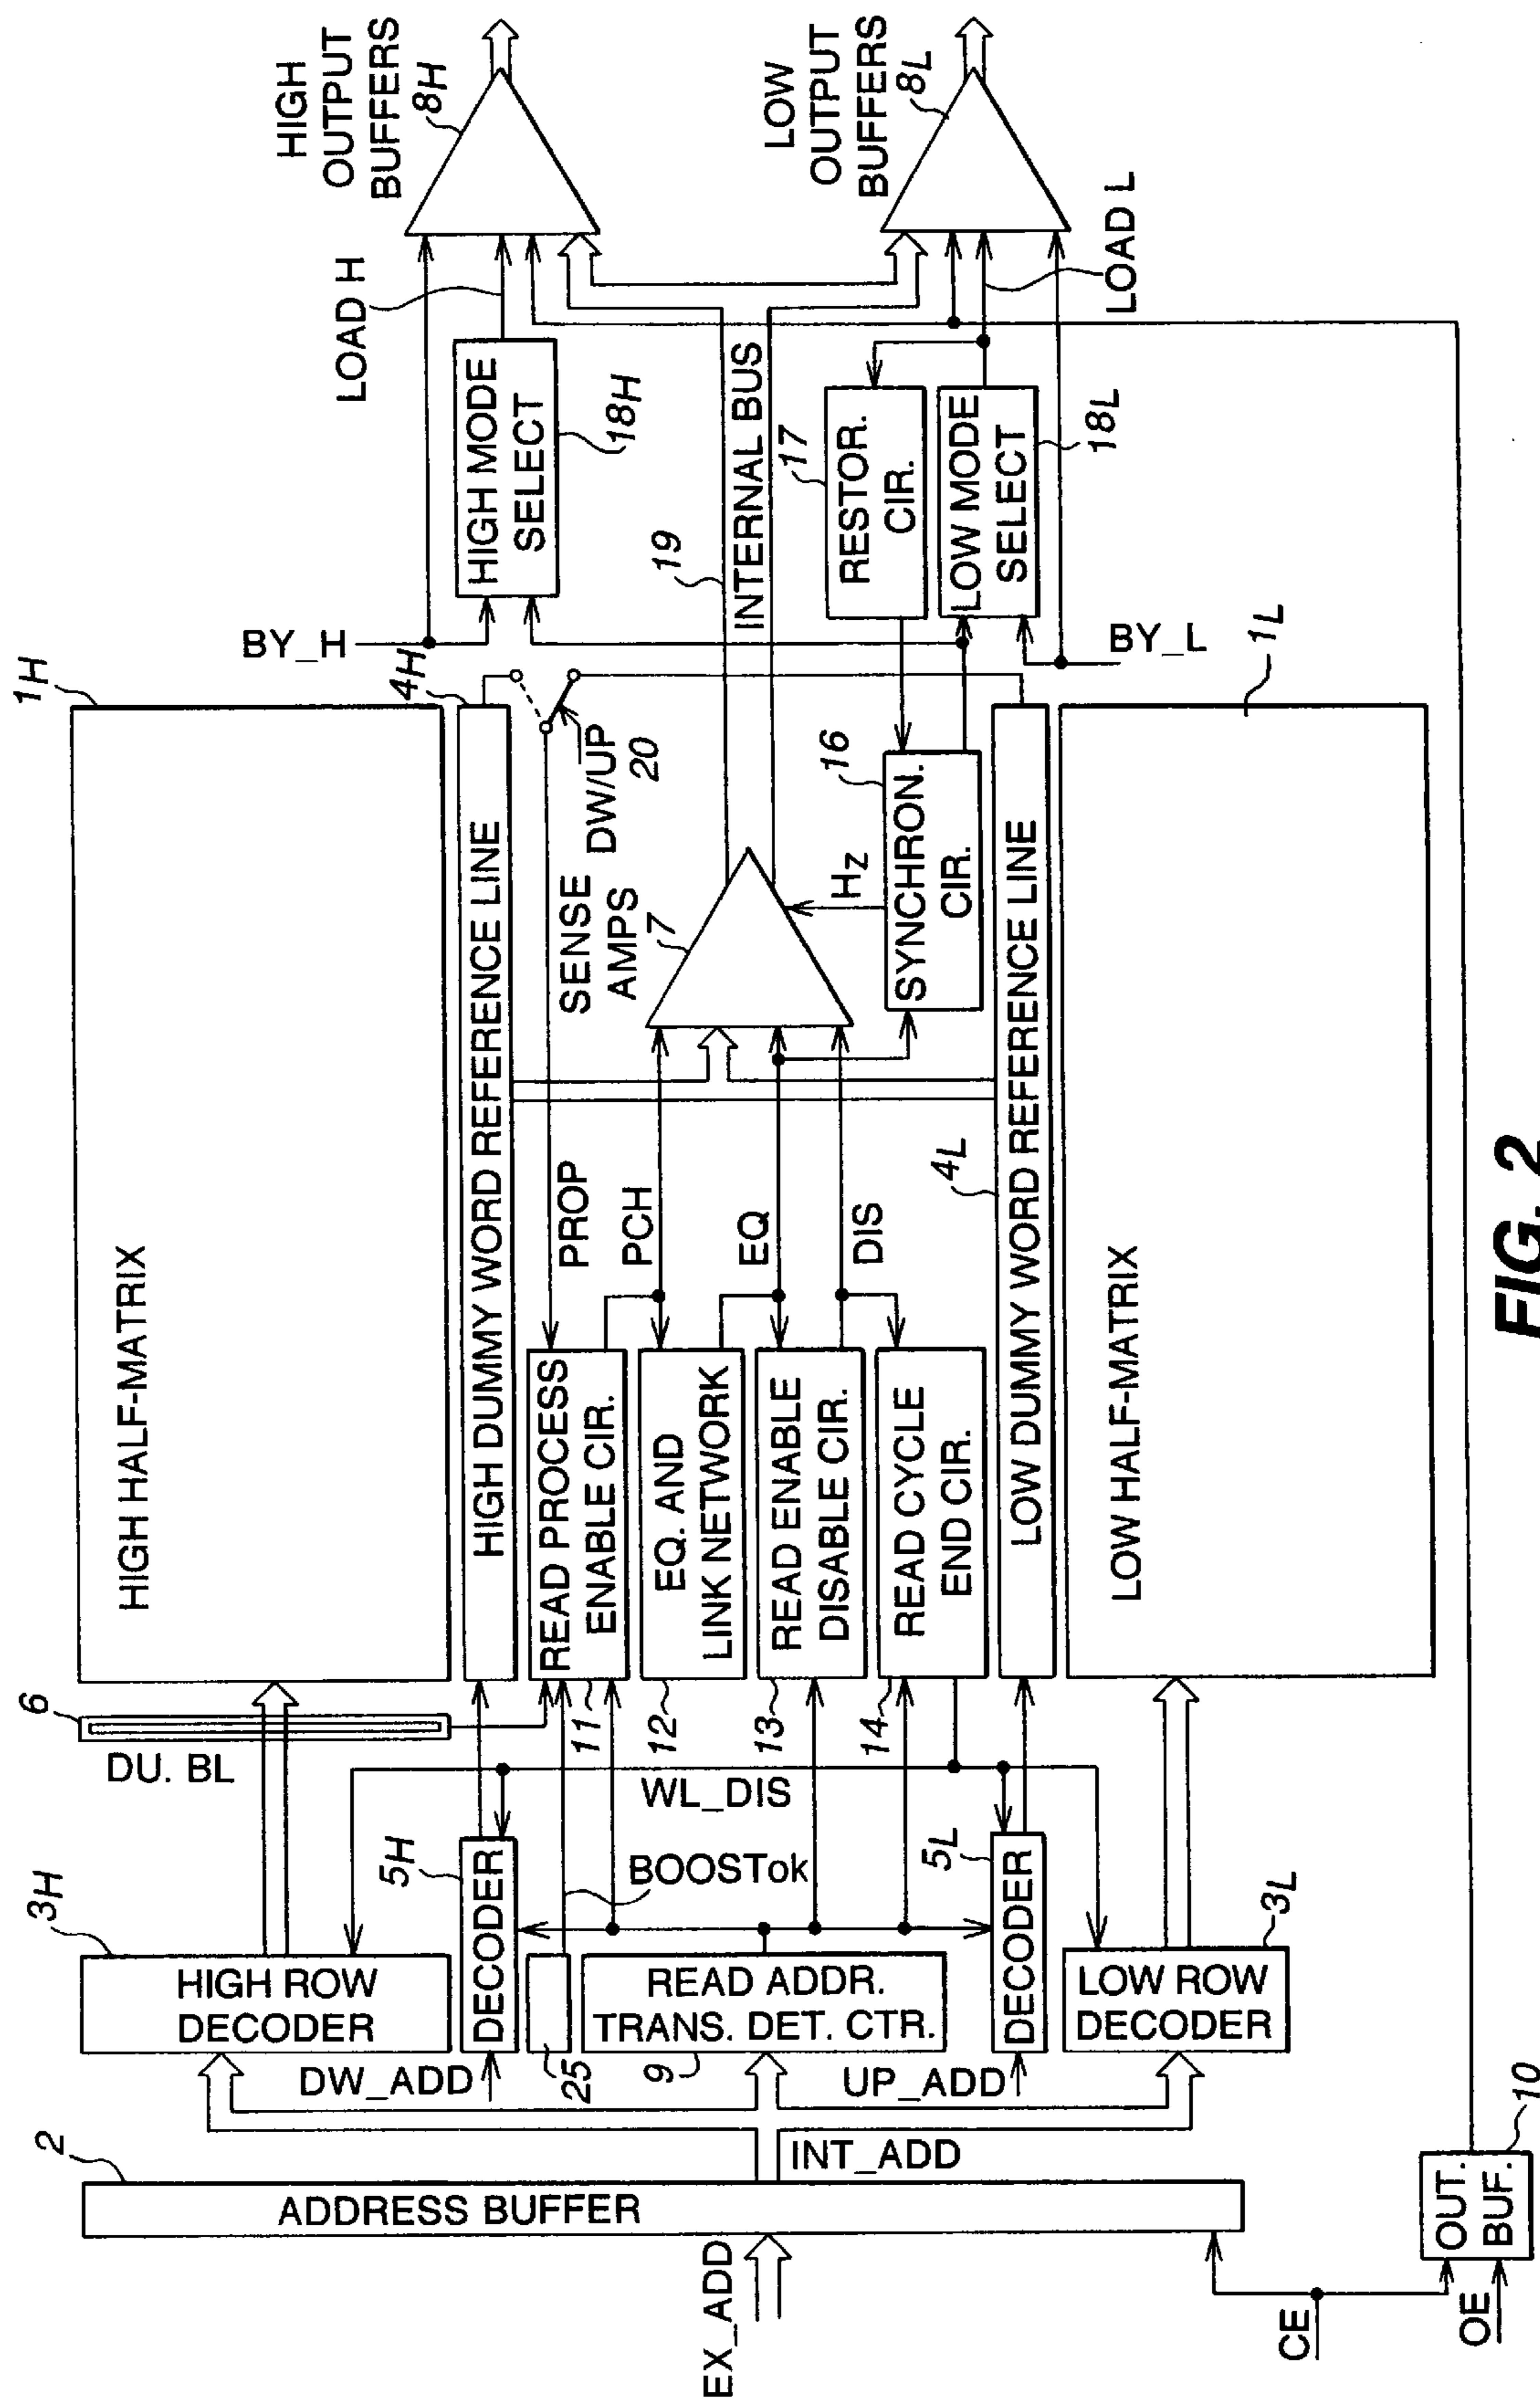 HIGH
OUTPUT
BUFFERS
8H
LOW
OUTPUT
BUFFERS
8L
LOAD H
LOAD L
HIGH MODE
SELECT
18H
INTERNAL BUS
19
17
RESTOR.
CIR.
LOW MODE
SELECT
18L
BY_H
BY_L
1H
4H
1L
HIGH HALF-MATRIX
HIGH DUMMY WORD REFERENCE LINE
DW/UP
20
SENSE
AMPS
7
Hz
16
SYNCHRON.
CIR.
PROP
PCH
EQ
DIS
4L
LOW DUMMY WORD REFERENCE LINE
LOW HALF-MATRIX
READ PROCESS
ENABLE CIR.
11
EQ. AND
LINK NETWORK
12
READ ENABLE
DISABLE CIR.
13
READ CYCLE
END CIR.
14
6
DU. BL
WL_DIS
BOOSTok
5H
DECODER
5L
DECODER
3H
HIGH ROW
DECODER
25
READ ADDR.
TRANS. DET. CTR.
9
LOW ROW
DECODER
3L
DW_ADD
UP_ADD
INT_ADD
2
ADDRESS BUFFER
EX_ADD
CE
OE
OUT.
BUF.
10
FIG. 2